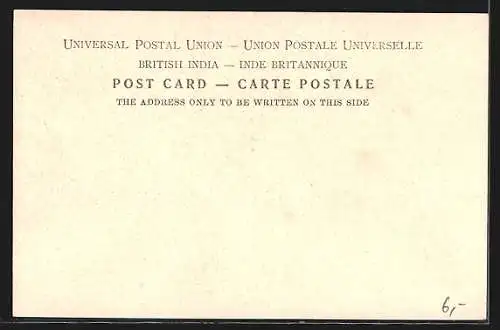 UNIVERSAL POSTAL UNION — UNION POSTALE UNIVERSELLE
BRITISH INDIA — INDE BRITANNIQUE
POST CARD — CARTE POSTALE
THE ADDRESS ONLY TO BE WRITTEN ON THIS SIDE
6,-